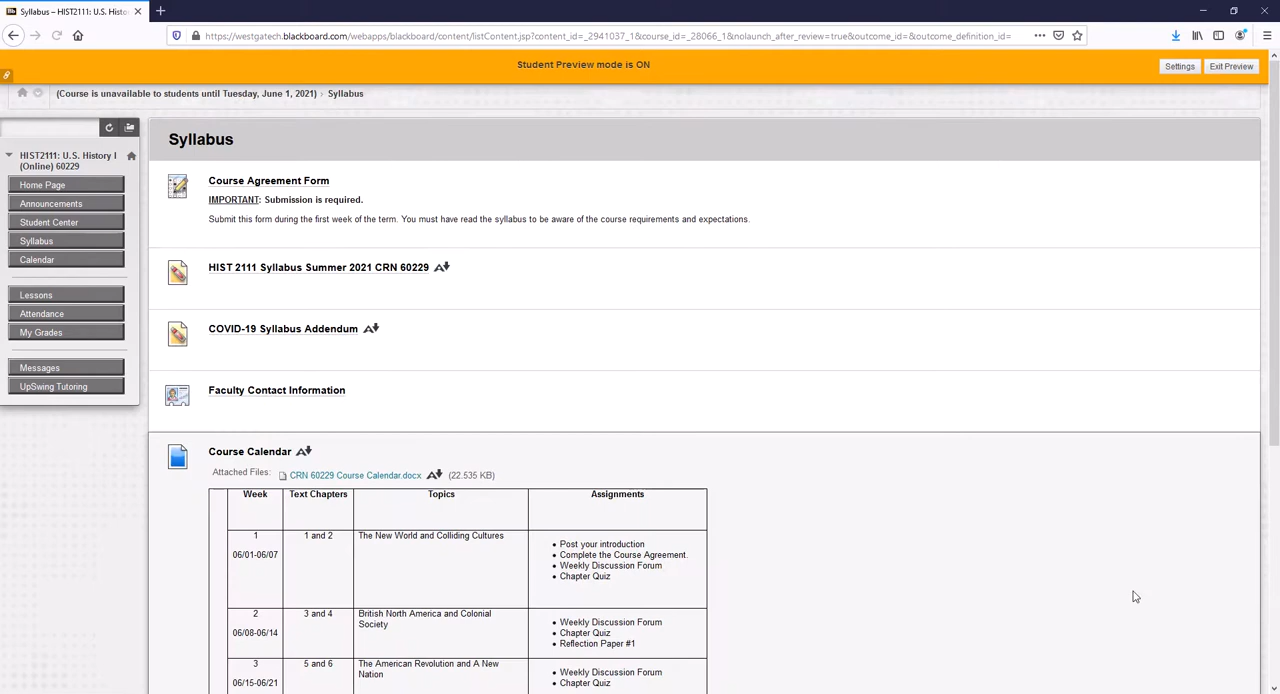 Syllabus – HIST2111: U.S. Histo
https://westgatech.blackboard.com/webapps/blackboard/content/listContent.jsp?content_id=_2941037_1&course_id=_28066_1&nolaunch_after_review=true&outcome_id=&outcome_definition_id=
Student Preview mode is ON
Settings
Exit Preview
(Course is unavailable to students until Tuesday, June 1, 2021) › Syllabus
HIST2111: U.S. History I
(Online) 60229
Home Page
Announcements
Student Center
Syllabus
Calendar
Lessons
Attendance
My Grades
Messages
UpSwing Tutoring
Syllabus
Course Agreement Form
IMPORTANT: Submission is required.
Submit this form during the first week of the term. You must have read the syllabus to be aware of the course requirements and expectations.
HIST 2111 Syllabus Summer 2021 CRN 60229
COVID-19 Syllabus Addendum
Faculty Contact Information
Course Calendar
Attached Files: CRN 60229 Course Calendar.docx (22.535 KB)
Week Text Chapters Topics Assignments
1 1 and 2 The New World and Colliding Cultures
06/01-06/07
• Post your introduction
• Complete the Course Agreement.
• Weekly Discussion Forum
• Chapter Quiz
2 3 and 4 British North America and Colonial
Society
06/08-06/14
• Weekly Discussion Forum
• Chapter Quiz
• Reflection Paper #1
3 5 and 6 The American Revolution and A New
Nation
06/15-06/21
• Weekly Discussion Forum
• Chapter Quiz